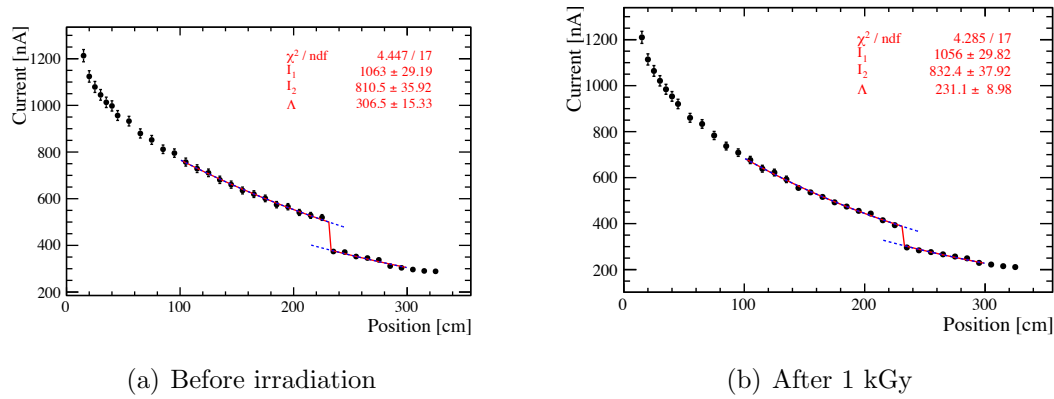 Current [nA]
1200
1000
800
600
400
200
0
100
200
300
Position [cm]
χ² / ndf 4.447 / 17
I₁ 1063 ± 29.19
I₂ 810.5 ± 35.92
Λ 306.5 ± 15.33
(a) Before irradiation
Current [nA]
1200
1000
800
600
400
200
0
100
200
300
Position [cm]
χ² / ndf 4.285 / 17
I₁ 1056 ± 29.82
I₂ 832.4 ± 37.92
Λ 231.1 ± 8.98
(b) After 1 kGy